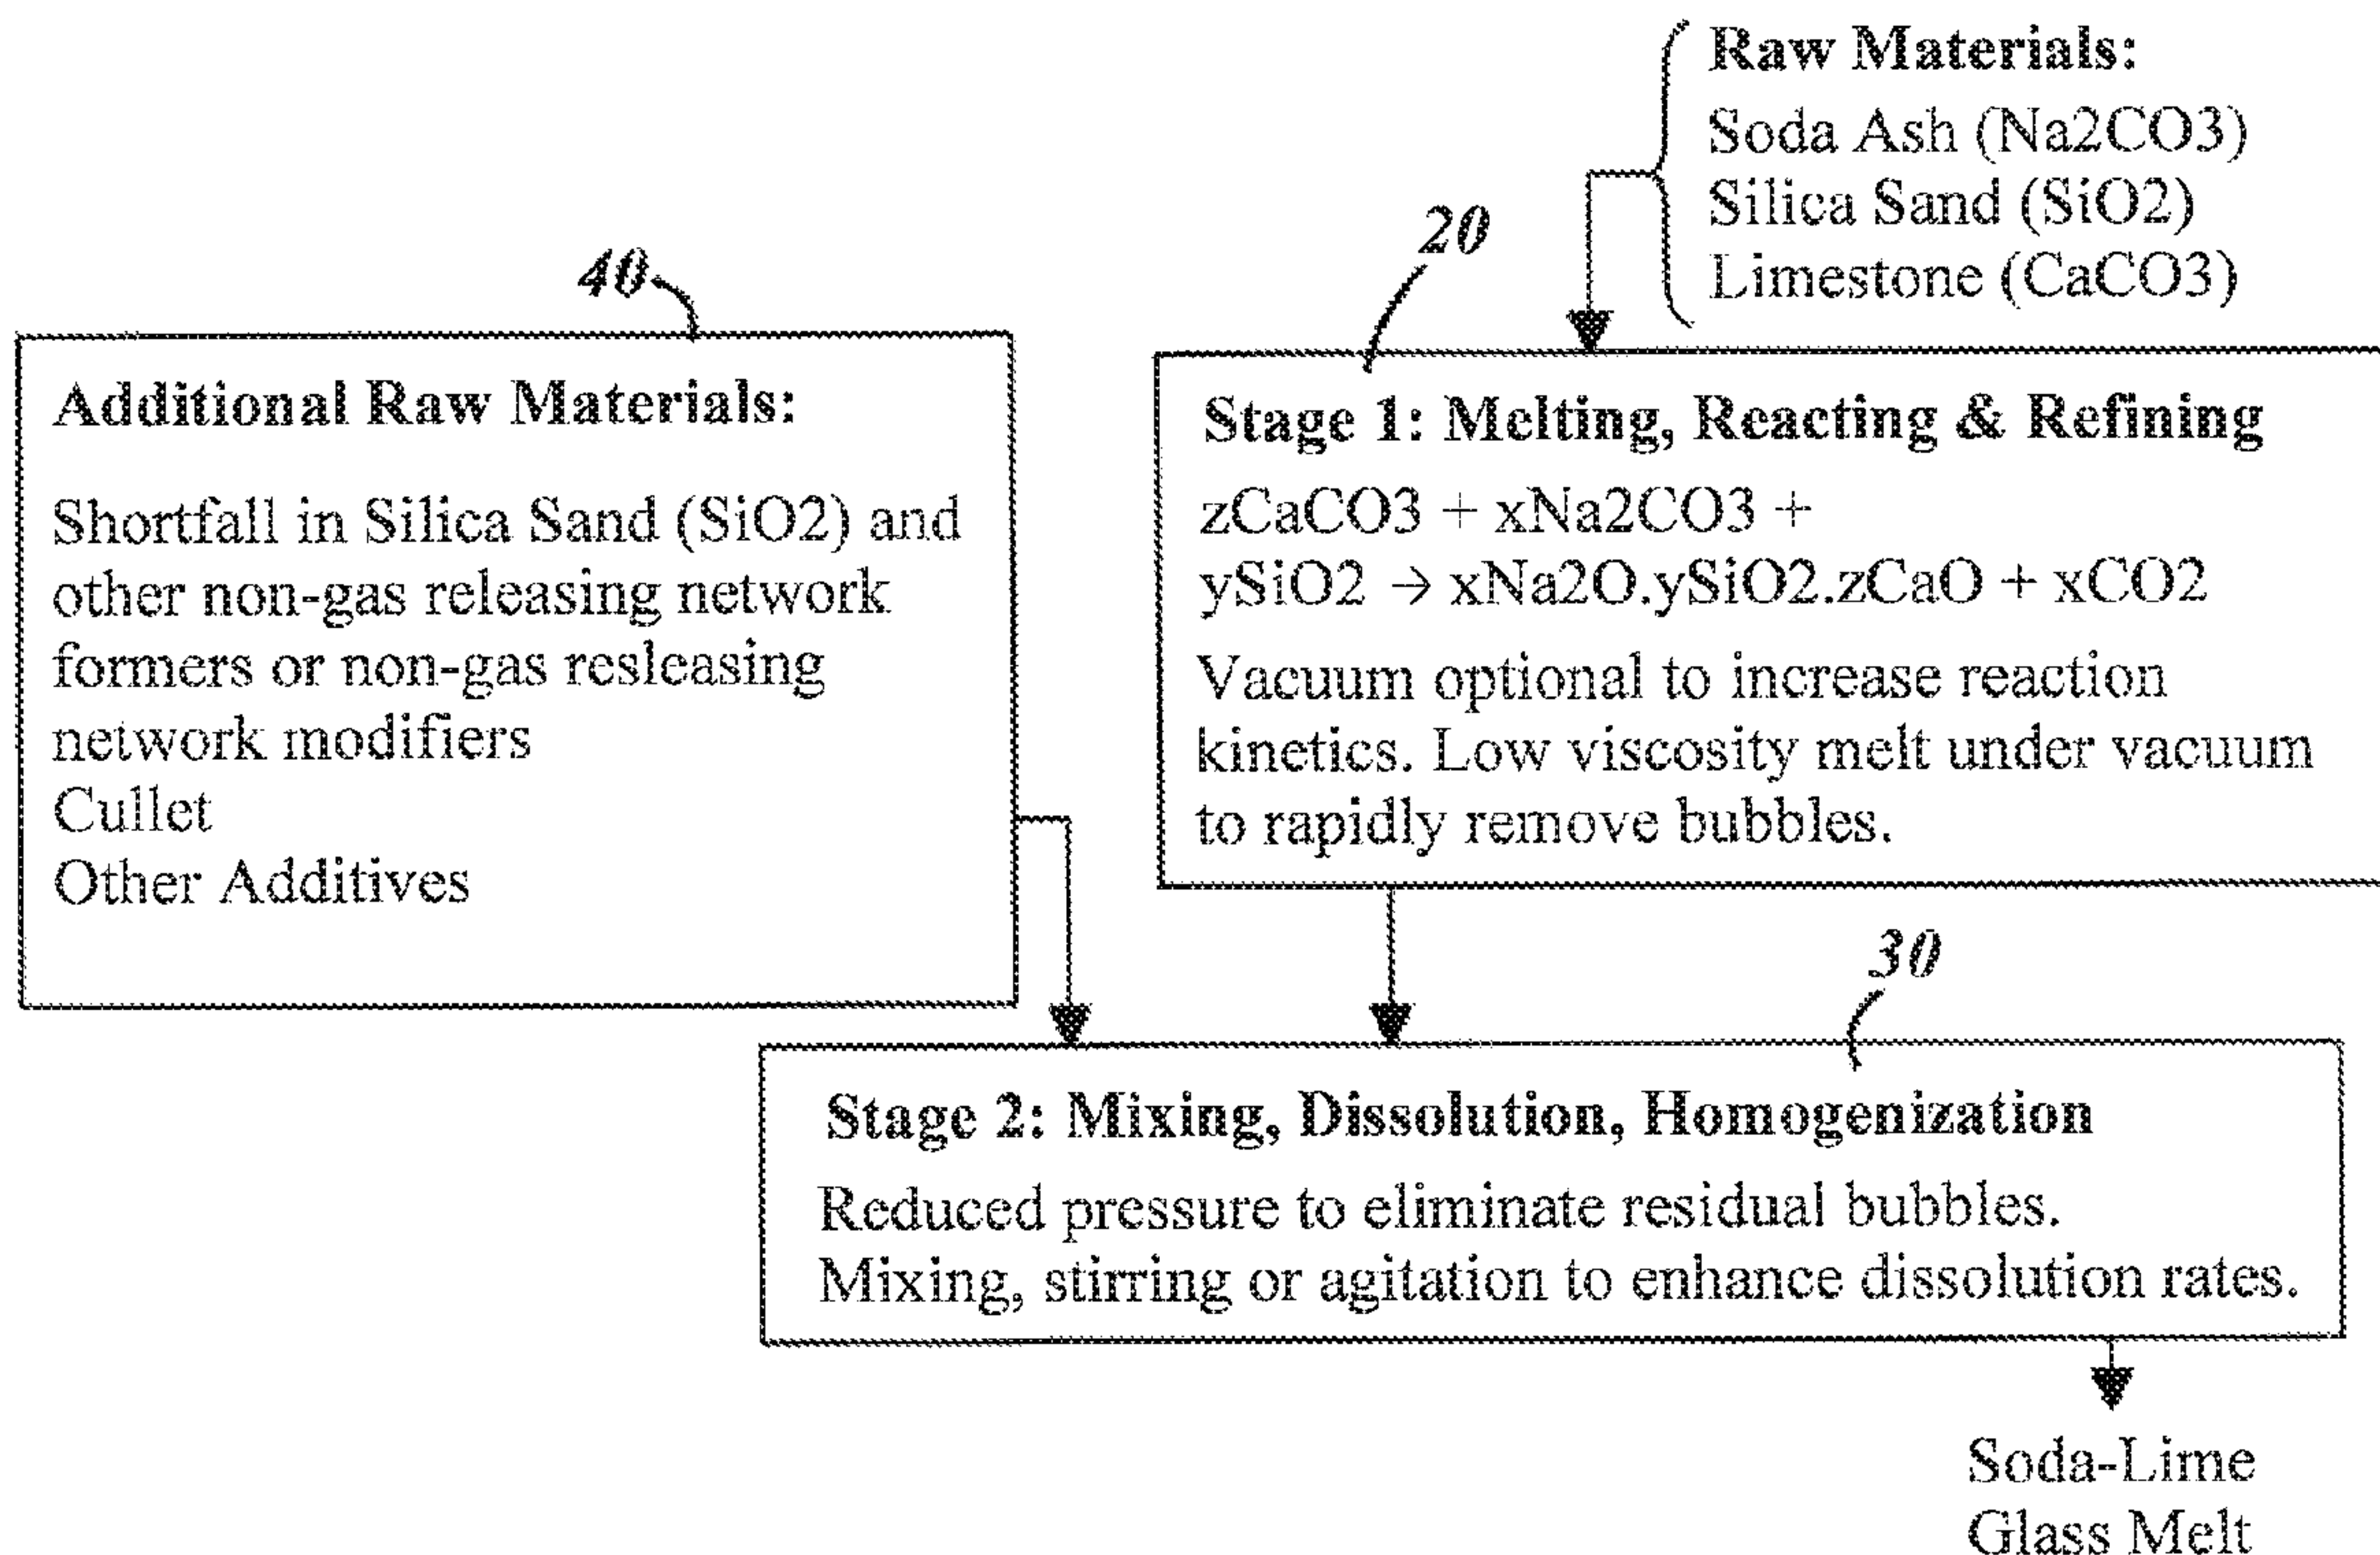 Raw Materials:
Soda Ash (Na2CO3)
Silica Sand (SiO2)
Limestone (CaCO3)
20
40
Additional Raw Materials:
Shortfall in Silica Sand (SiO2) and
other non-gas releasing network
formers or non-gas resleasing
network modifiers
Cullet
Other Additives
Stage 1: Melting, Reacting & Refining
zCaCO3 + xNa2CO3 +
ySiO2 → xNa2O.ySiO2.zCaO + xCO2
Vacuum optional to increase reaction
kinetics. Low viscosity melt under vacuum
to rapidly remove bubbles.
30
Stage 2: Mixing, Dissolution, Homogenization
Reduced pressure to eliminate residual bubbles.
Mixing, stirring or agitation to enhance dissolution rates.
Soda-Lime
Glass Melt